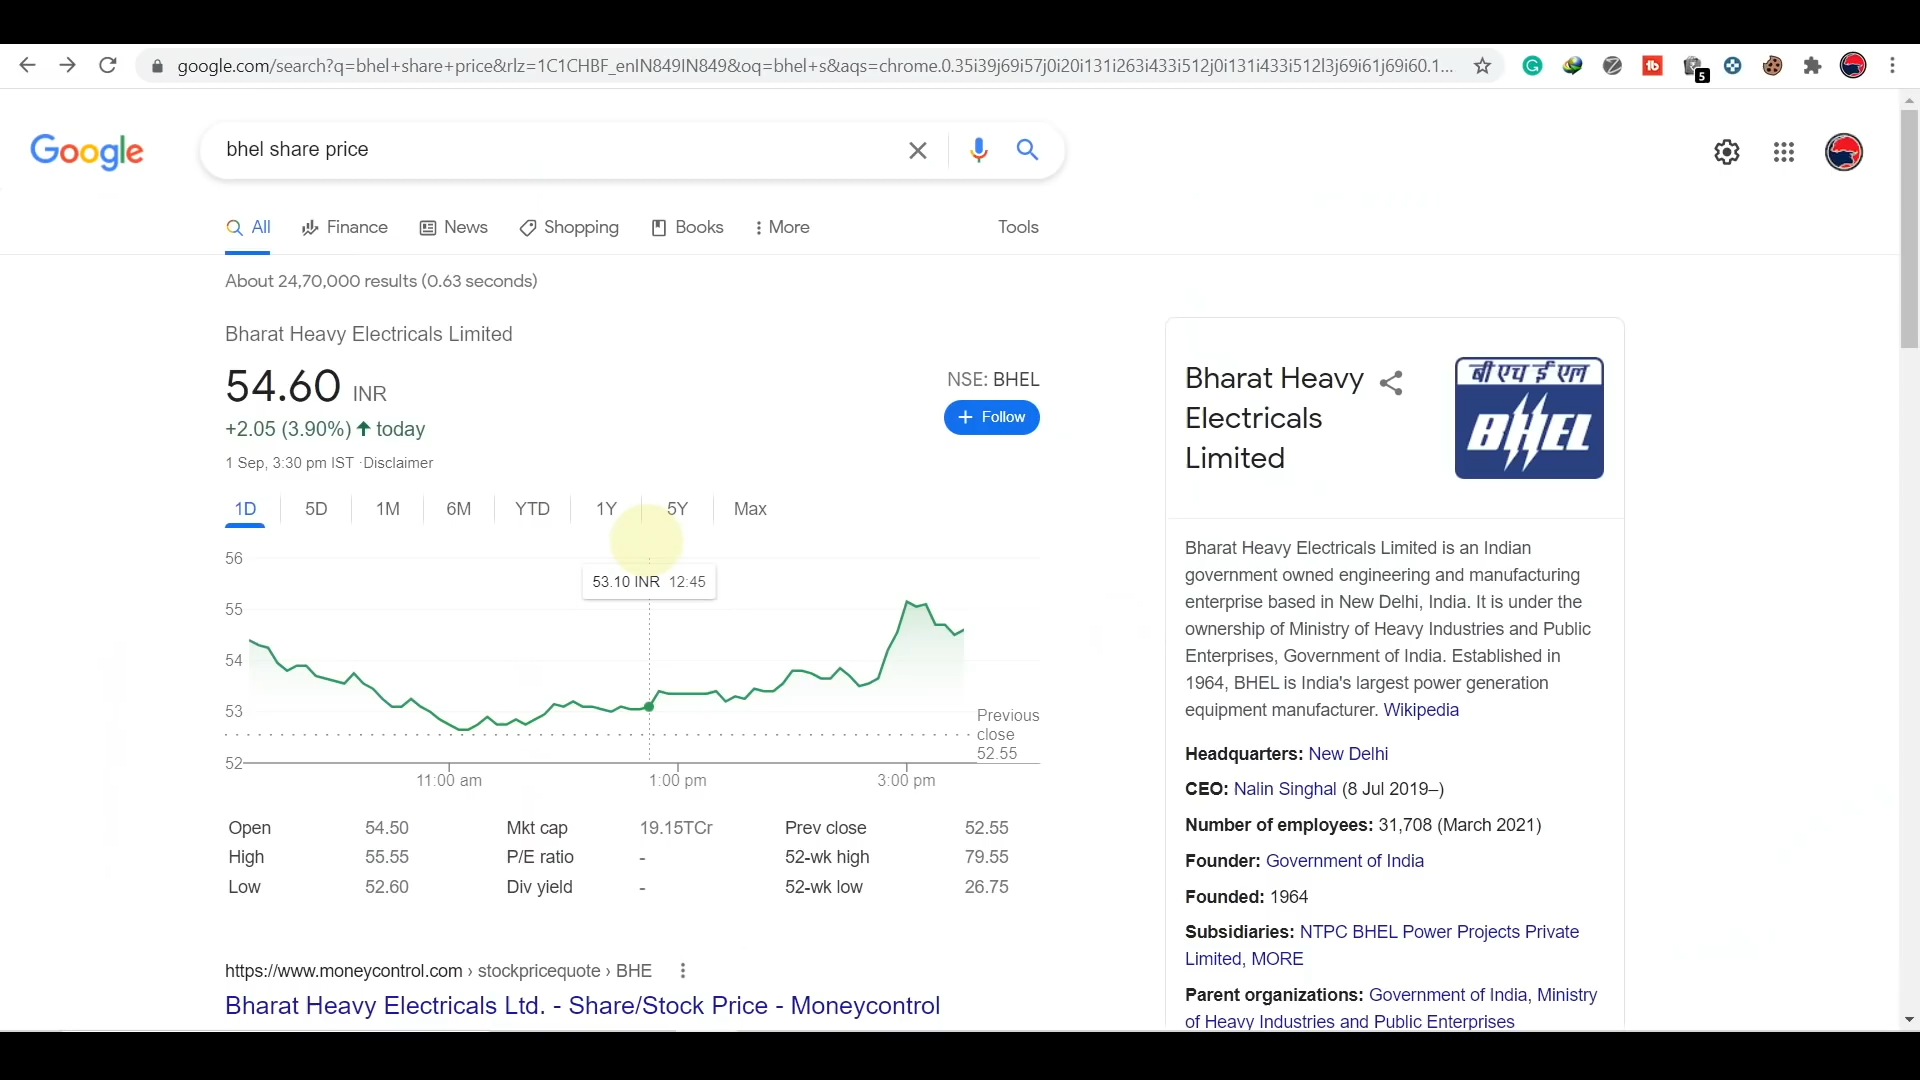 google.com/search?q=bhel+share+price&rlz=1C1CHBF_enIN849IN849&oq=bhel+s&aqs=chrome.0.35i39j69i57j0i20i131i263i433i512j0i131i433i512l3j69i61j69i60.1...
5
Google
bhel share price
All Finance News Shopping Books More Tools
About 24,70,000 results (0.63 seconds)
Bharat Heavy Electricals Limited
54.60 INR
+2.05 (3.90%) today
1 Sep, 3:30 pm IST ·Disclaimer
NSE: BHEL
+ Follow
1D 5D 1M 6M YTD 1Y 5Y Max
56
53.10 INR 12:45
55
54
53
52
Previous
close
52.55
11:00 am 1:00 pm 3:00 pm
Open 54.50 Mkt cap 19.15TCr Prev close 52.55
High 55.55 P/E ratio - 52-wk high 79.55
Low 52.60 Div yield - 52-wk low 26.75
https://www.moneycontrol.com › stockpricequote › BHE
Bharat Heavy Electricals Ltd. - Share/Stock Price - Moneycontrol
Bharat Heavy
Electricals
Limited
बी एच ई एल
BHEL
Bharat Heavy Electricals Limited is an Indian
government owned engineering and manufacturing
enterprise based in New Delhi, India. It is under the
ownership of Ministry of Heavy Industries and Public
Enterprises, Government of India. Established in
1964, BHEL is India's largest power generation
equipment manufacturer. Wikipedia
Headquarters: New Delhi
CEO: Nalin Singhal (8 Jul 2019–)
Number of employees: 31,708 (March 2021)
Founder: Government of India
Founded: 1964
Subsidiaries: NTPC BHEL Power Projects Private
Limited, MORE
Parent organizations: Government of India, Ministry
of Heavy Industries and Public Enterprises